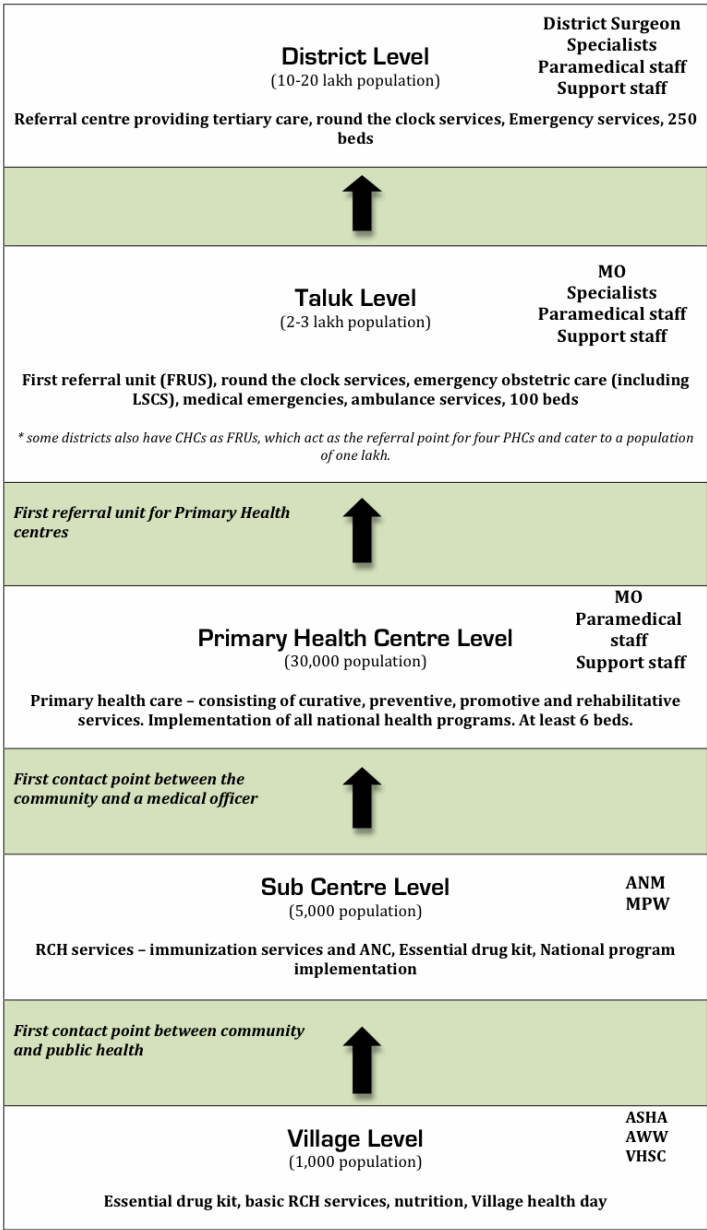 District Level
(10-20 lakh population)
District Surgeon
Specialists
Paramedical staff
Support staff
Referral centre providing tertiary care, round the clock services, Emergency services, 250
beds
Taluk Level
(2-3 lakh population)
MO
Specialists
Paramedical staff
Support staff
First referral unit (FRUS), round the clock services, emergency obstetric care (including
LSCS), medical emergencies, ambulance services, 100 beds
* some districts also have CHCs as FRUs, which act as the referral point for four PHCs and cater to a population
of one lakh.
First referral unit for Primary Health
centres
Primary Health Centre Level
(30,000 population)
MO
Paramedical
staff
Support staff
Primary health care – consisting of curative, preventive, promotive and rehabilitative
services. Implementation of all national health programs. At least 6 beds.
First contact point between the
community and a medical officer
Sub Centre Level
(5,000 population)
ANM
MPW
RCH services – immunization services and ANC, Essential drug kit, National program
implementation
First contact point between community
and public health
Village Level
(1,000 population)
ASHA
AWW
VHSC
Essential drug kit, basic RCH services, nutrition, Village health day